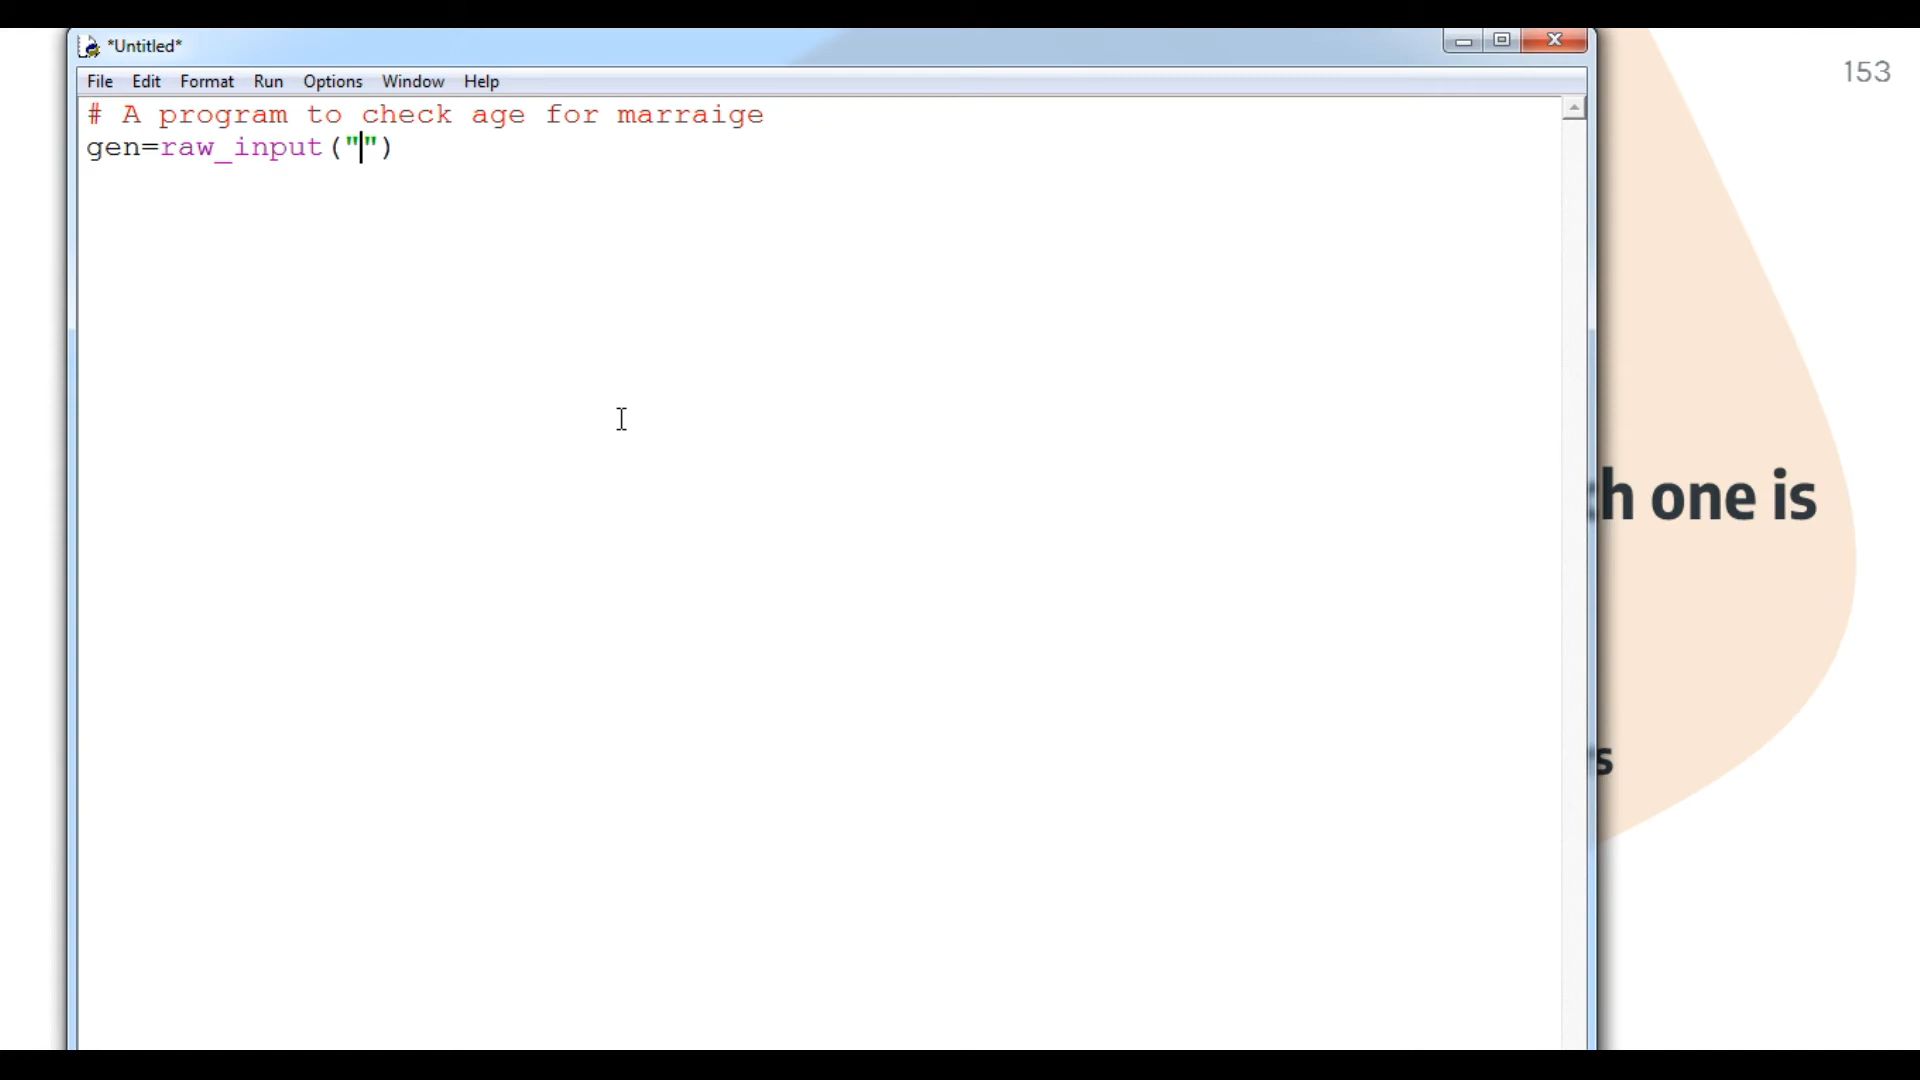 *Untitled*
153
File Edit Format Run Options Window Help
# A program to check age for marraige
gen=raw_input("")
one is